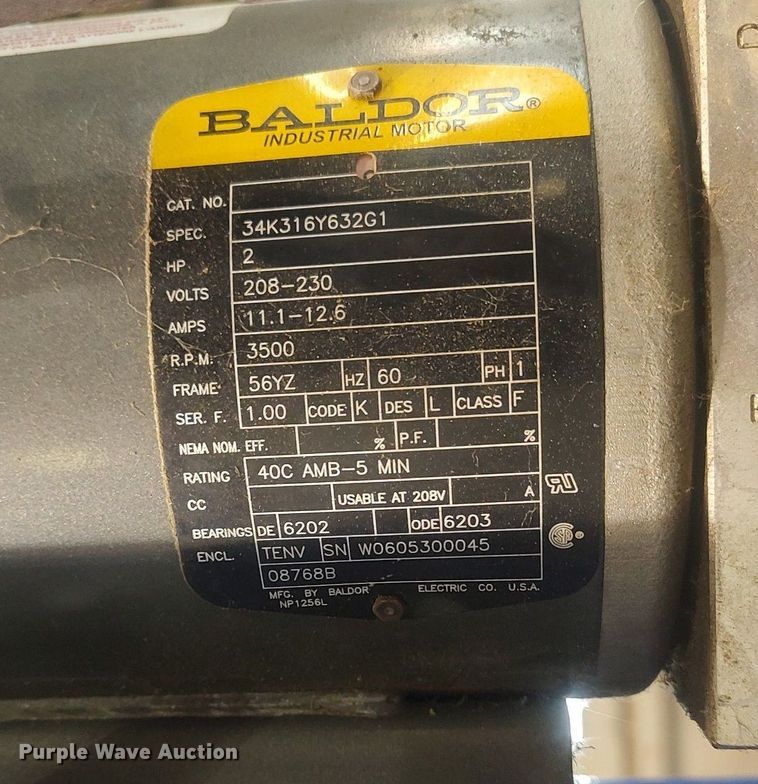 BALDOR®
INDUSTRIAL MOTOR
CAT. NO.
SPEC. 34K316Y632G1
HP 2
VOLTS 208-230
AMPS 11.1-12.6
R.P.M. 3500
FRAME 56YZ HZ 60 PH 1
SER. F. 1.00 CODE K DES L CLASS F
NEMA NOM. EFF. % P.F. %
RATING 40C AMB-5 MIN
CC USABLE AT 208V A
BEARINGS DE 6202 ODE 6203
ENCL. TENV SN W0605300045
08768B
MFG. BY BALDOR ELECTRIC CO. U.S.A.
NP1256L
Purple Wave Auction